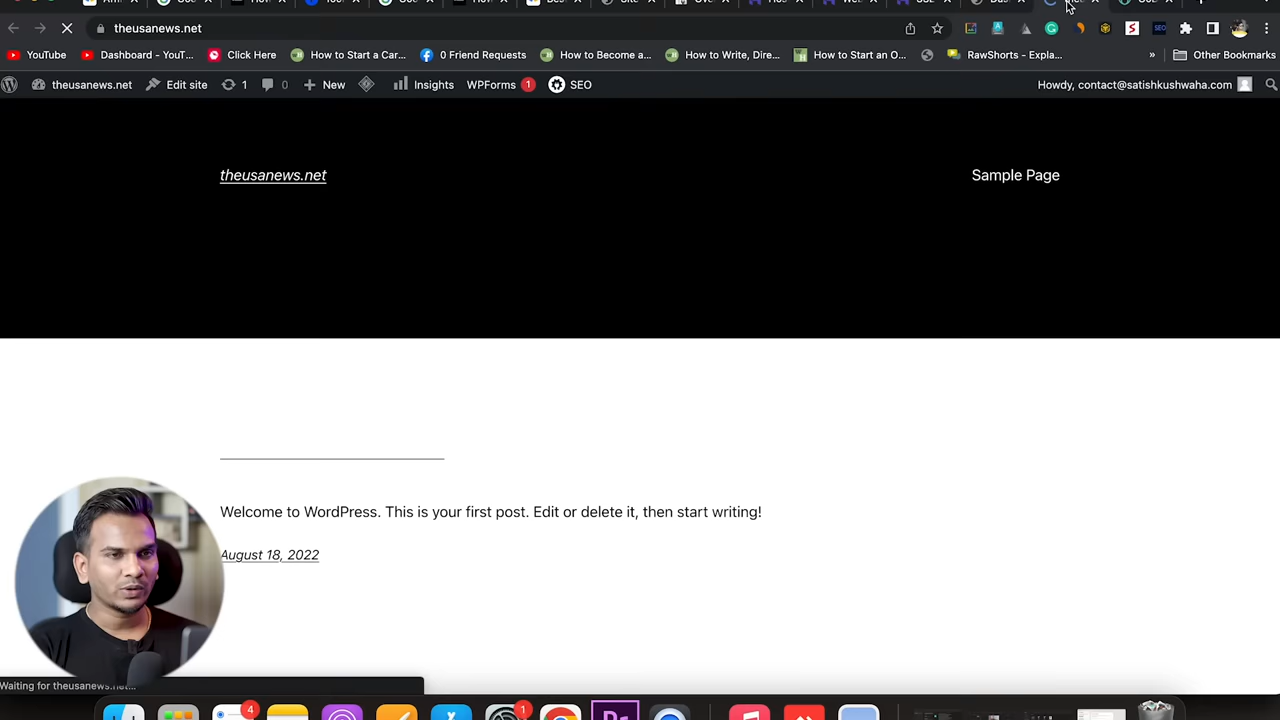 theusanews.net
YouTube Dashboard - YouT... Click Here How to Start a Car... 0 Friend Requests How to Become a... How to Write, Dire... How to Start an O... RawShorts - Expla... » Other Bookmarks
theusanews.net Edit site 1 0 New Insights WPForms 1 SEO Howdy, contact@satishkushwaha.com
theusanews.net Sample Page
Welcome to WordPress. This is your first post. Edit or delete it, then start writing!
August 18, 2022
Waiting for theusanews.net...
4 1 Pr